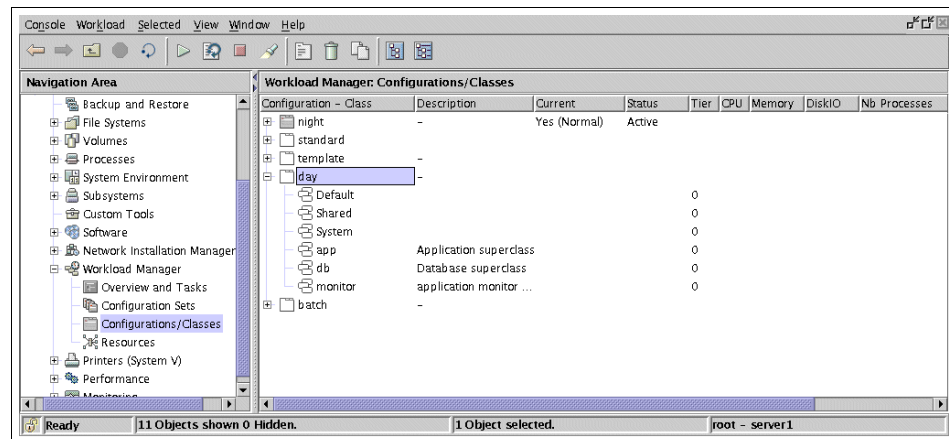 Console Workload Selected View Window Help
Navigation Area
Backup and Restore
File Systems
Volumes
Processes
System Environment
Subsystems
Custom Tools
Software
Network Installation Manager
Workload Manager
Overview and Tasks
Configuration Sets
Configurations/Classes
Resources
Printers (System V)
Performance
Monitoring
Workload Manager: Configurations/Classes
Configuration - Class Description Current Status Tier CPU Memory DiskIO Nb Processes
night - Yes (Normal) Active
standard
template -
day -
Default 0
Shared 0
System 0
app Application superclass 0
db Database superclass 0
monitor application monitor ... 0
batch -
Ready 11 Objects shown 0 Hidden. 1 Object selected. root - server1